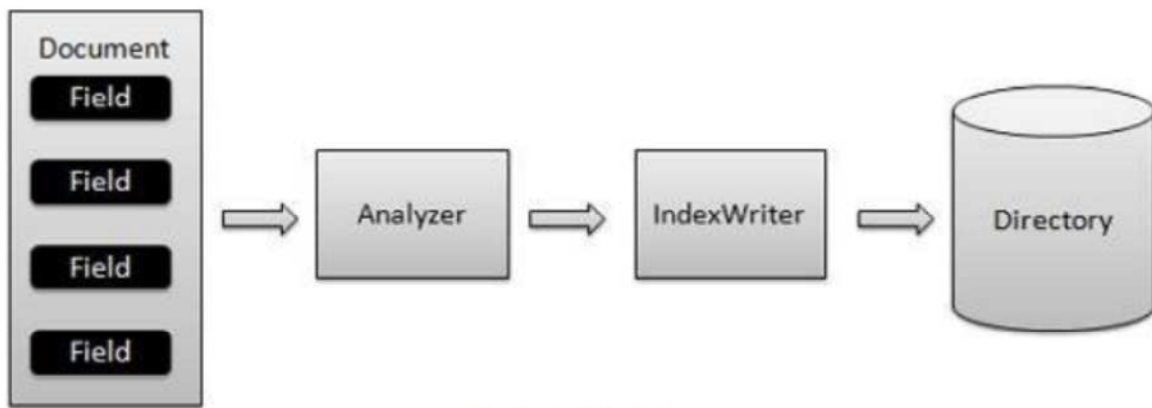 Document
Field
Field
Field
Field
Analyzer
IndexWriter
Directory